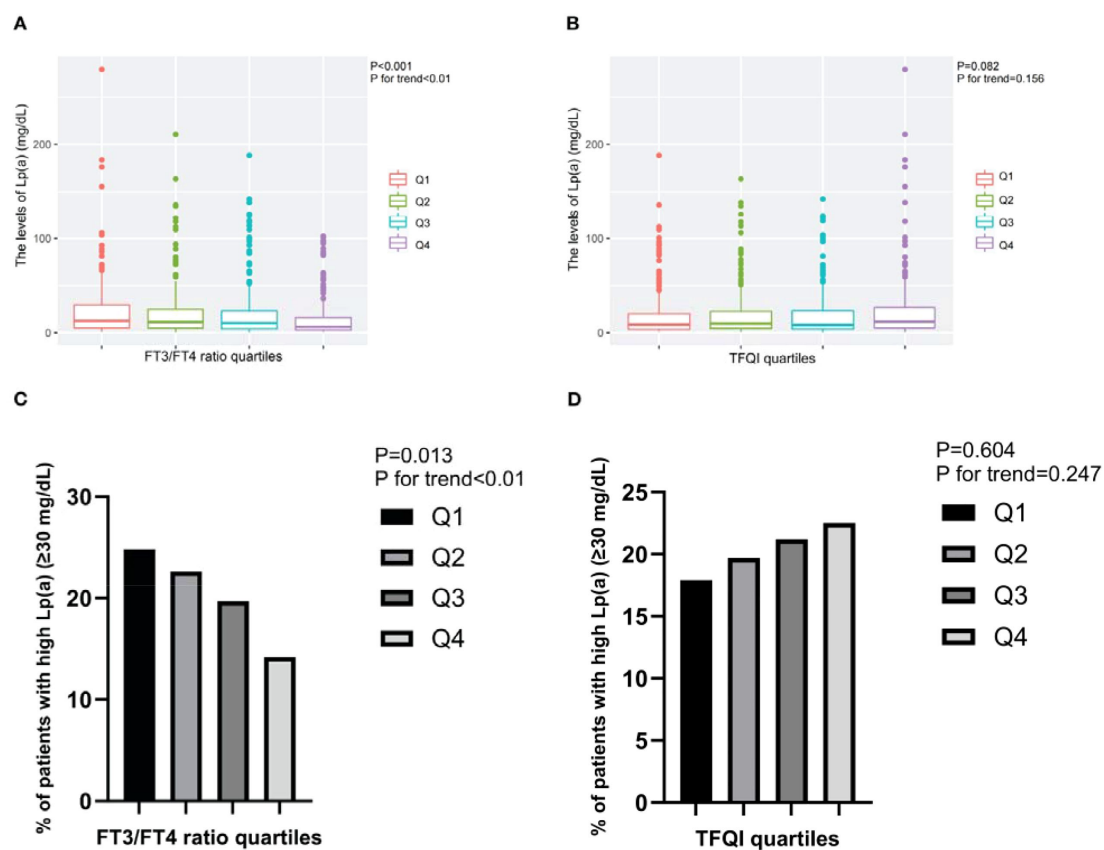 A
P<0.001
P for trend<0.01
The levels of Lp(a) (mg/dL)
200
100
0
Q1
Q2
Q3
Q4
FT3/FT4 ratio quartiles
B
P=0.082
P for trend=0.156
The levels of Lp(a) (mg/dL)
200
100
0
Q1
Q2
Q3
Q4
TFQI quartiles
C
P=0.013
P for trend<0.01
% of patients with high Lp(a) (≥30 mg/dL)
30
20
10
0
Q1
Q2
Q3
Q4
FT3/FT4 ratio quartiles
D
P=0.604
P for trend=0.247
% of patients with high Lp(a) (≥30 mg/dL)
25
20
15
10
5
0
Q1
Q2
Q3
Q4
TFQI quartiles